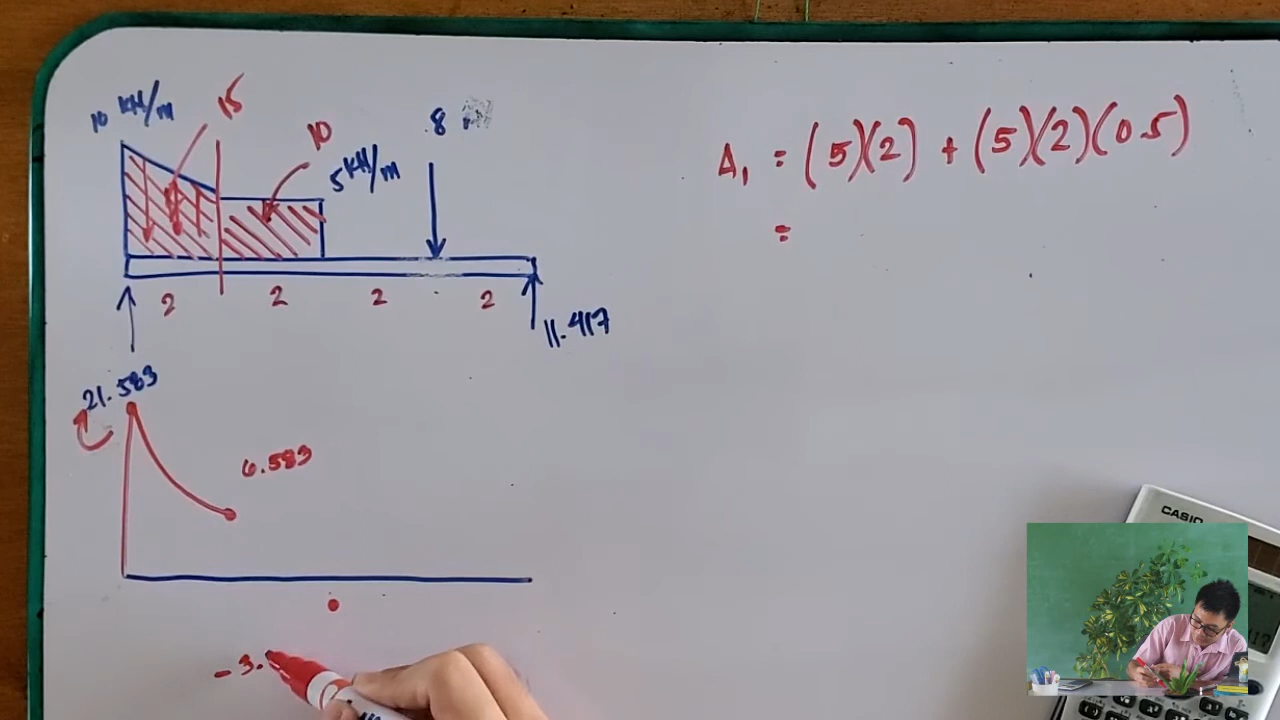 10 KN/m
15
10
5 KN/m
8
A₁ = (5)(2) + (5)(2)(0.5)
=
2 2 2 2
11.417
21.583
6.583
- 3.
CASIO